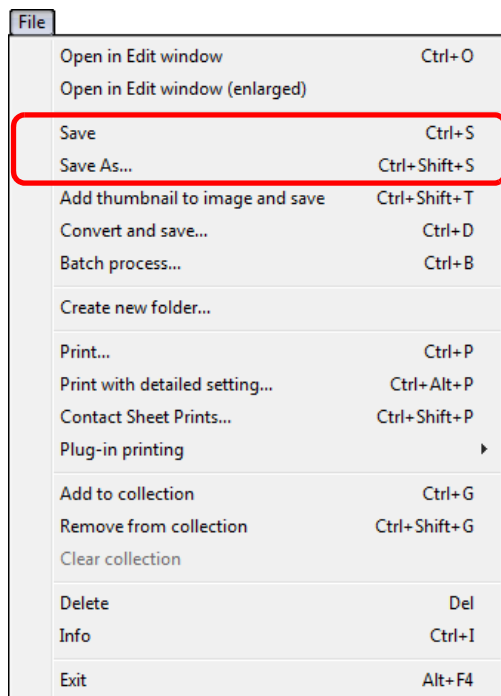 File
Open in Edit window Ctrl+O
Open in Edit window (enlarged)
Save Ctrl+S
Save As... Ctrl+Shift+S
Add thumbnail to image and save Ctrl+Shift+T
Convert and save... Ctrl+D
Batch process... Ctrl+B
Create new folder...
Print... Ctrl+P
Print with detailed setting... Ctrl+Alt+P
Contact Sheet Prints... Ctrl+Shift+P
Plug-in printing
Add to collection Ctrl+G
Remove from collection Ctrl+Shift+G
Clear collection
Delete Del
Info Ctrl+I
Exit Alt+F4